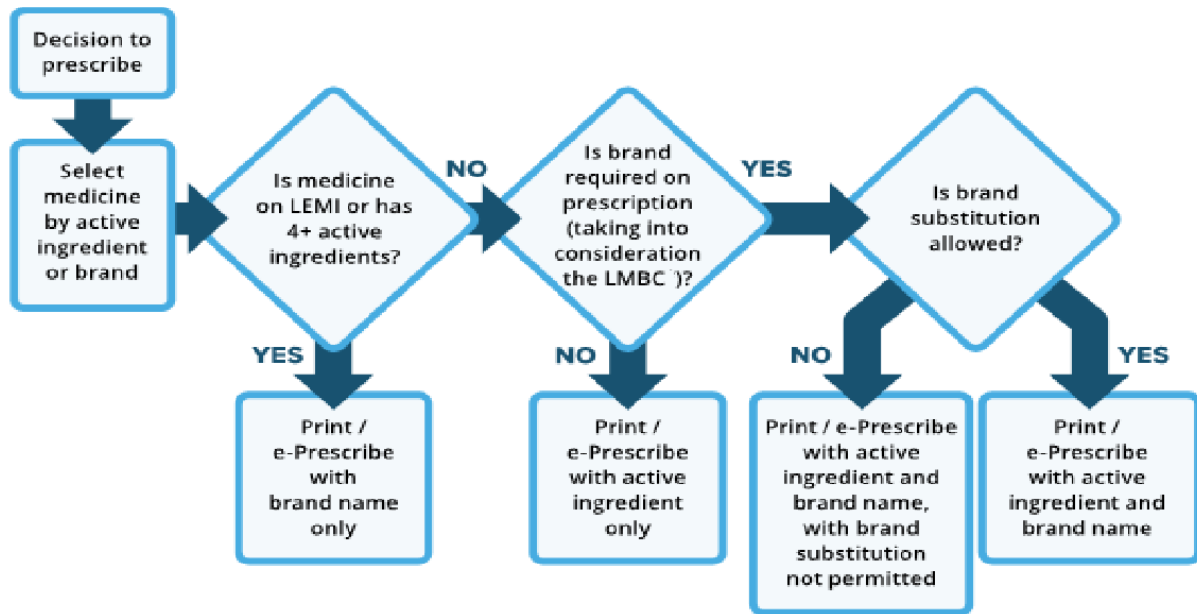 Decision to
prescribe
Select
medicine
by active
ingredient
or brand
Is medicine
on LEMI or has
4+ active
ingredients?
NO
Is brand
required on
prescription
(taking into
consideration
the LMBC )?
YES
Is brand
substitution
allowed?
YES
Print /
e-Prescribe
with
brand name
only
NO
Print /
e-Prescribe
with active
ingredient
only
NO
Print / e-Prescribe
with active
ingredient and
brand name,
with brand
substitution
not permitted
YES
Print /
e-Prescribe
with active
ingredient and
brand name